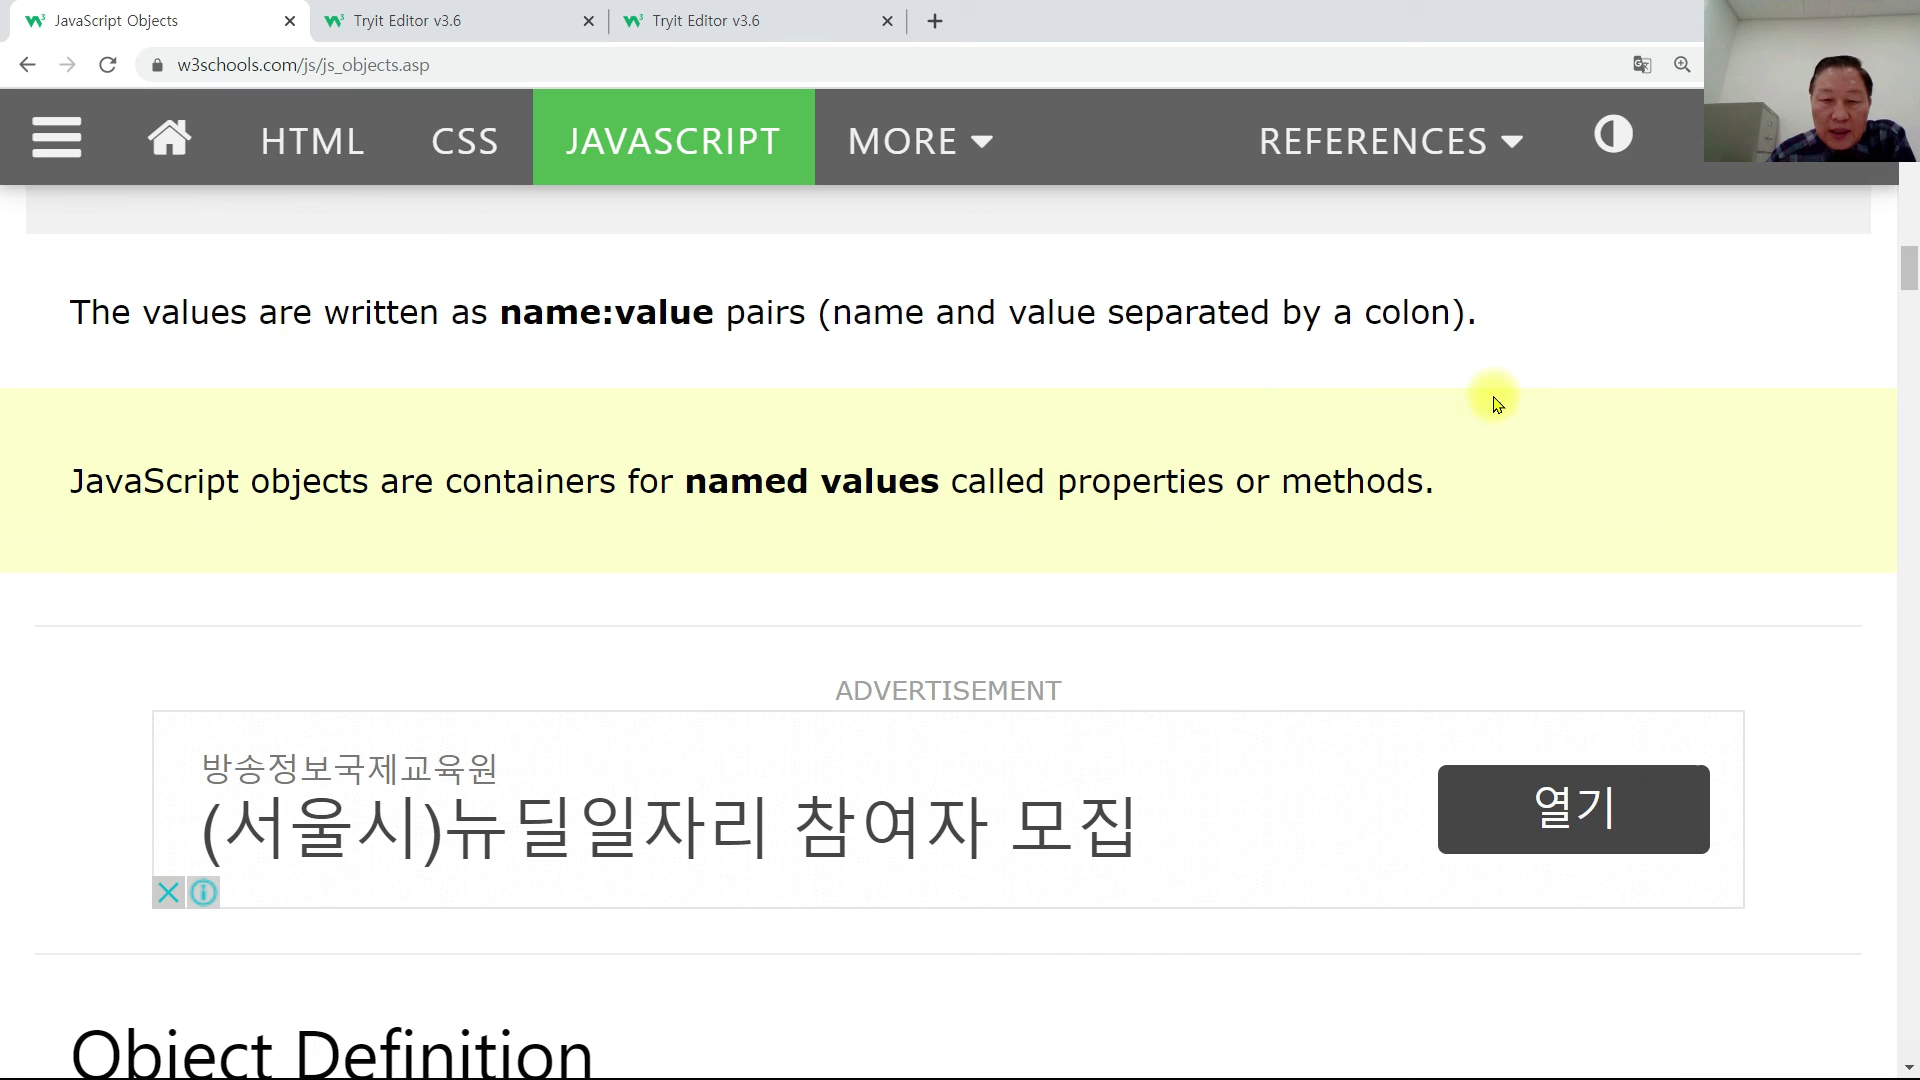 JavaScript Objects
Tryit Editor v3.6
Tryit Editor v3.6
w3schools.com/js/js_objects.asp
HTML CSS JAVASCRIPT MORE REFERENCES
The values are written as name:value pairs (name and value separated by a colon).
JavaScript objects are containers for named values called properties or methods.
ADVERTISEMENT
방송정보국제교육원
(서울시)뉴딜일자리 참여자 모집
열기
Object Definition